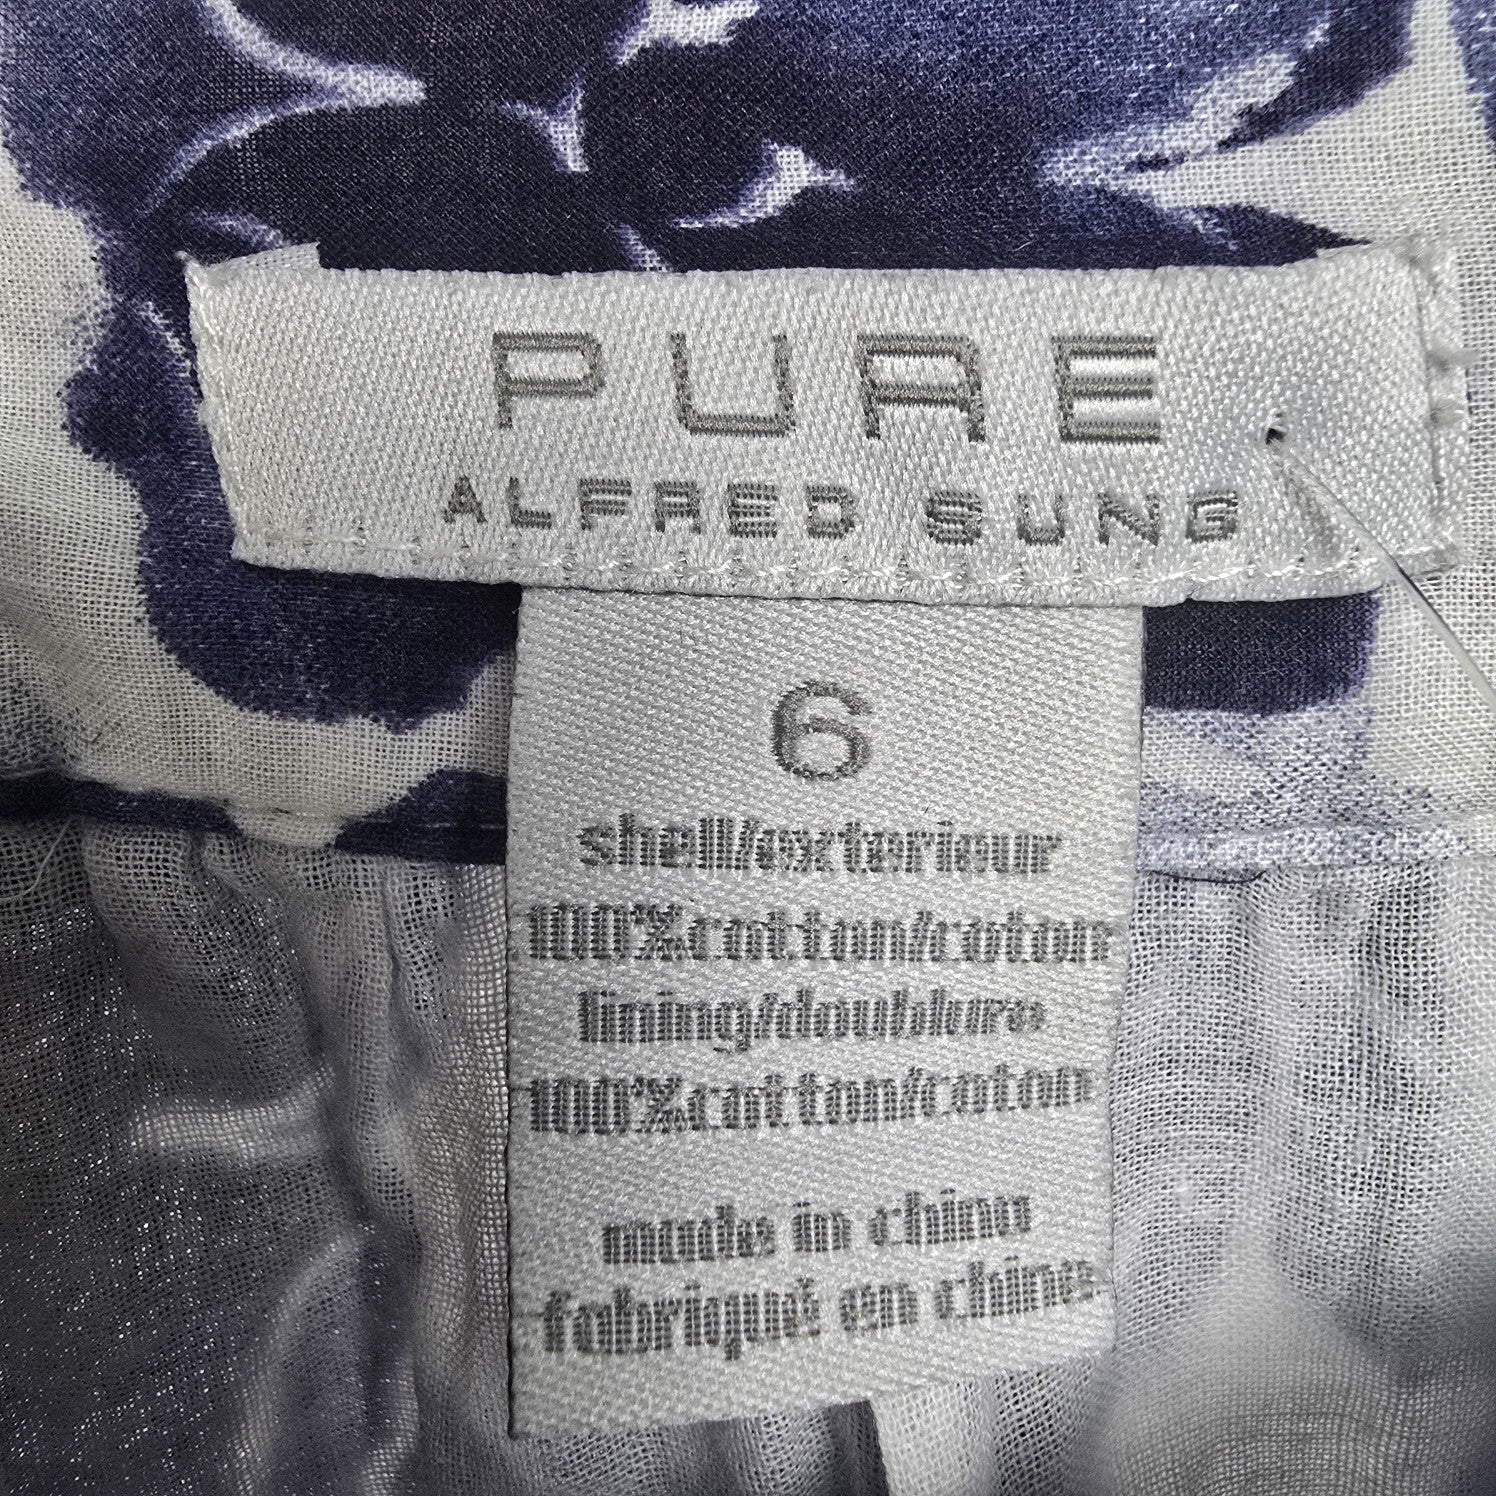 PURE
ALFRED SUNG
6
shell/exterieur
100%cotton/coton
lining/doublure
100%cotton/coton
made in china
fabriqué en chine